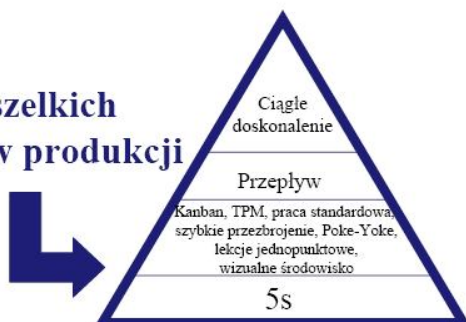 szelkich
w produkcji
Ciągłe
doskonalenie
Przepływ
Kanban, TPM, praca standardowa,
szybkie przezbrojenie, Poke-Yoke,
lekcje jednopunktowe,
wizualne środowisko
5s